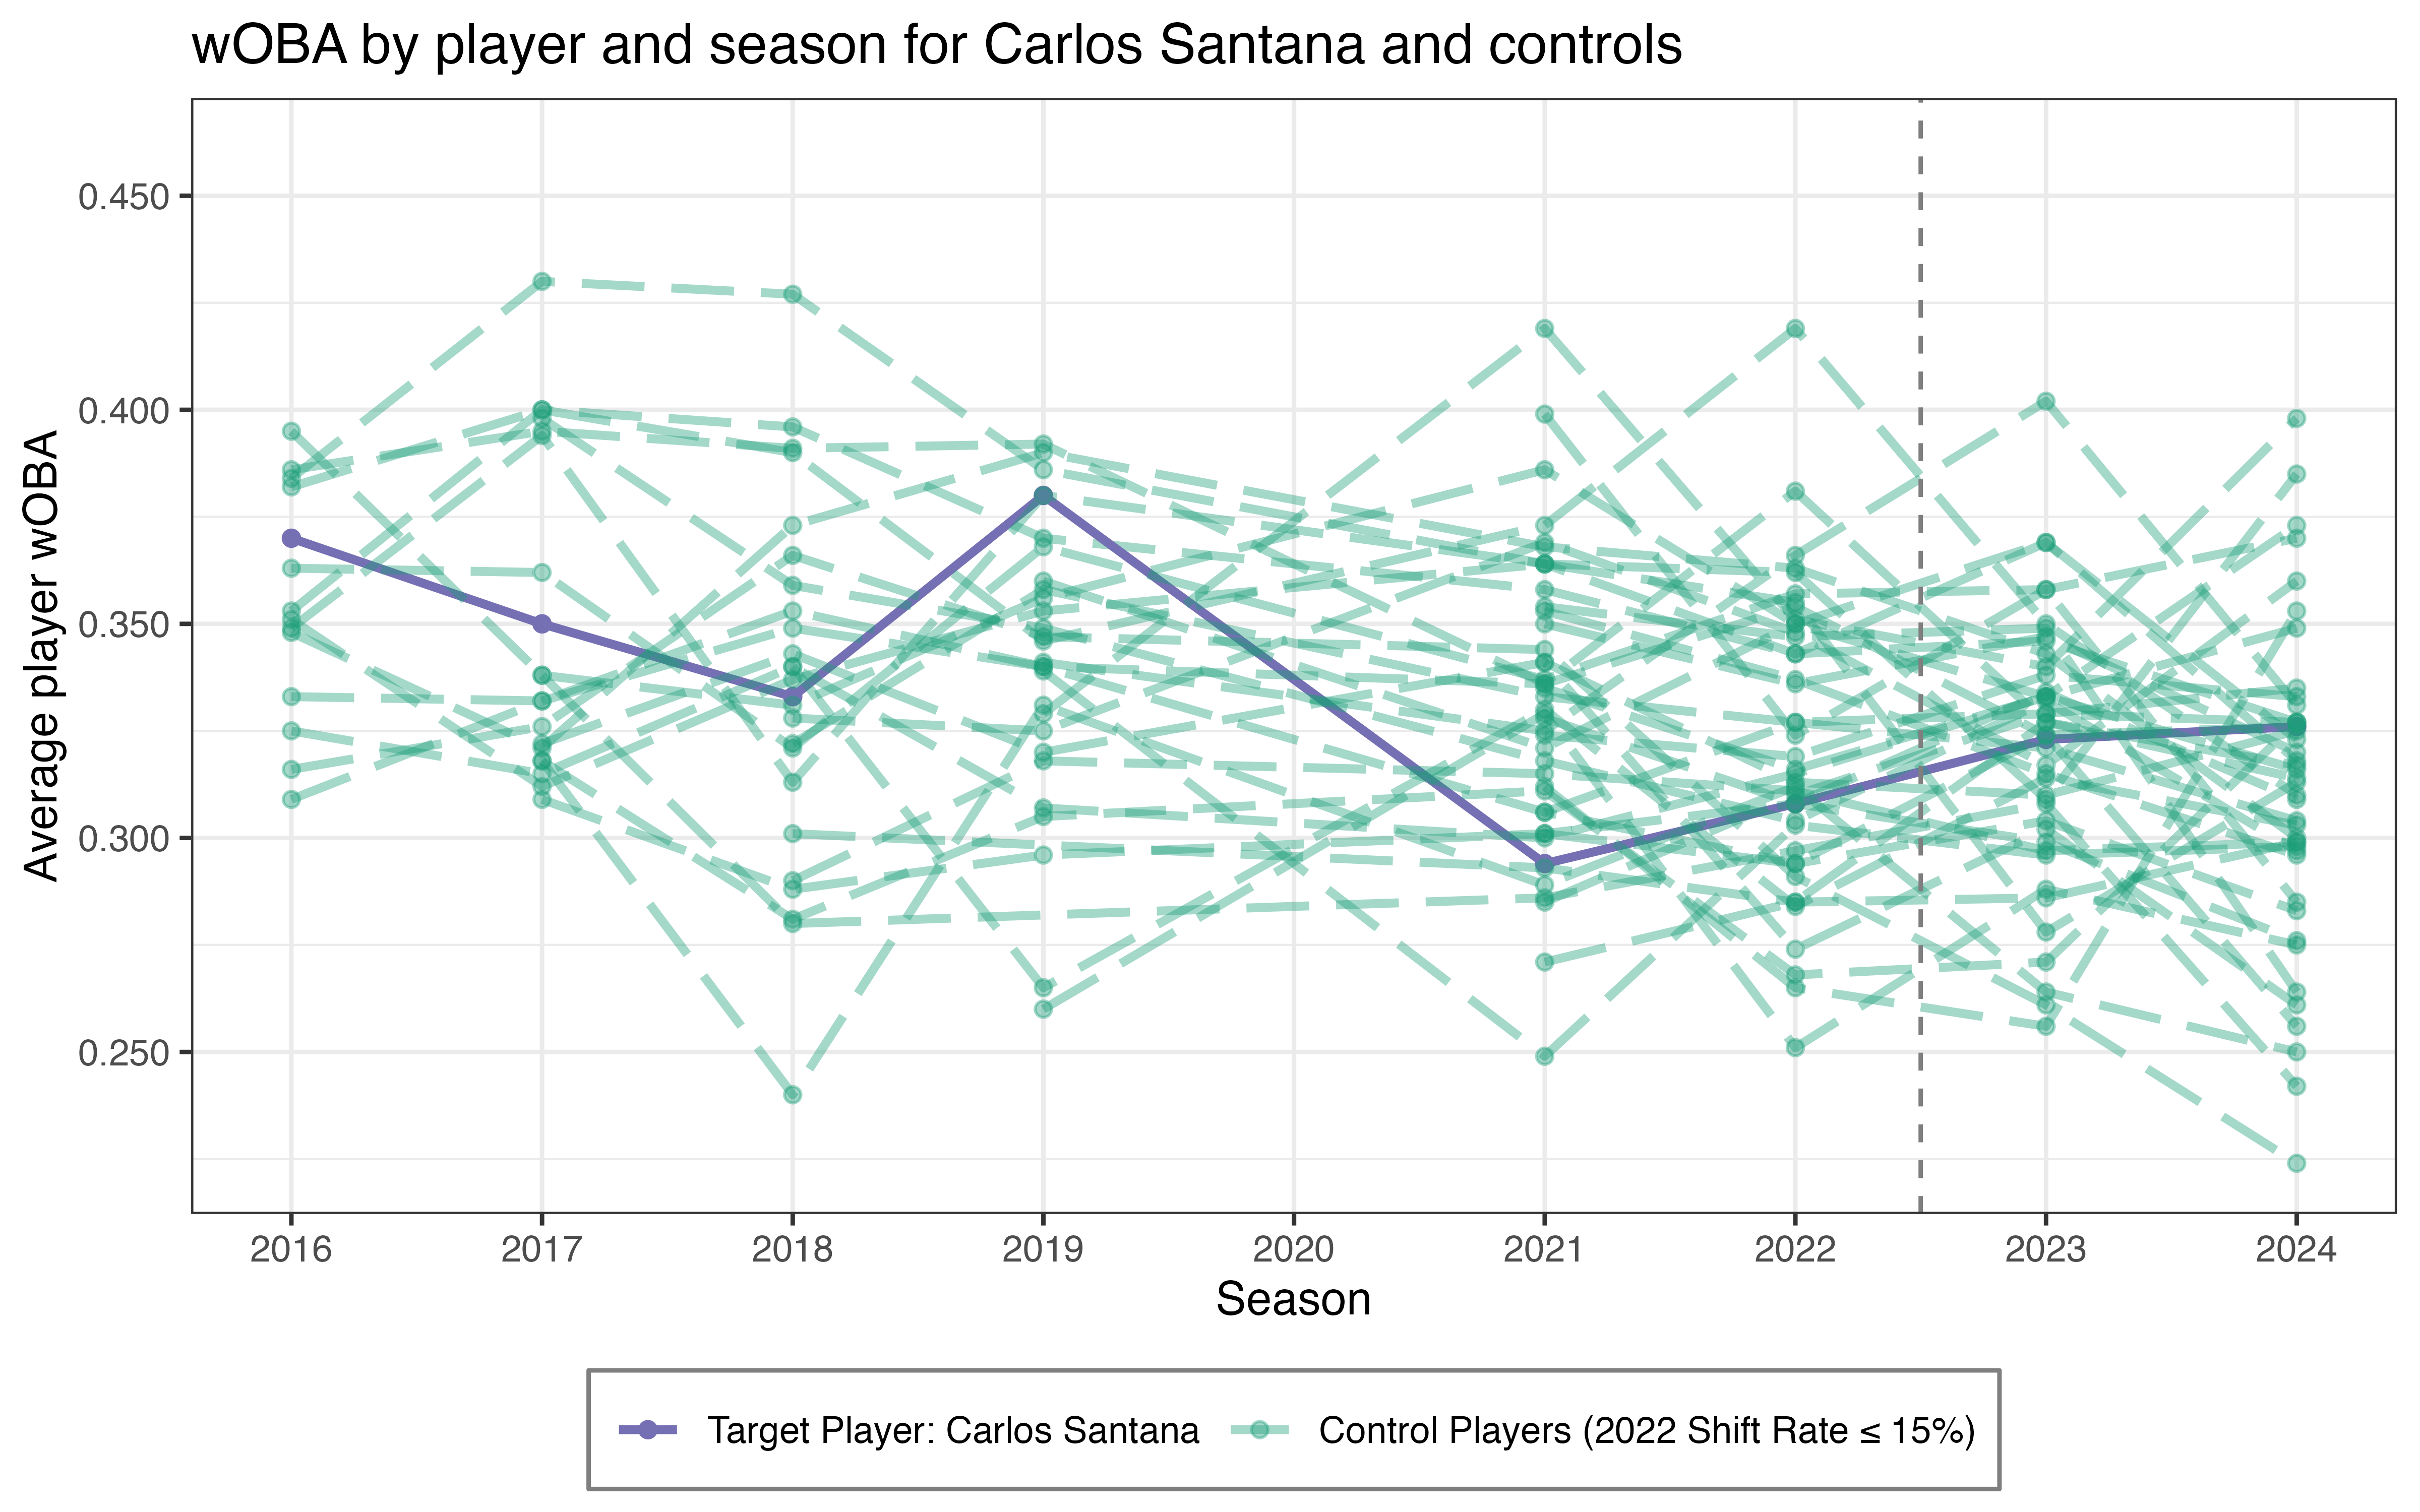 wOBA by player and season for Carlos Santana and controls
Average player wOBA
0.450
0.400
0.350
0.300
0.250
2016 2017 2018 2019 2020 2021 2022 2023 2024
Season
Target Player: Carlos Santana Control Players (2022 Shift Rate ≤ 15%)